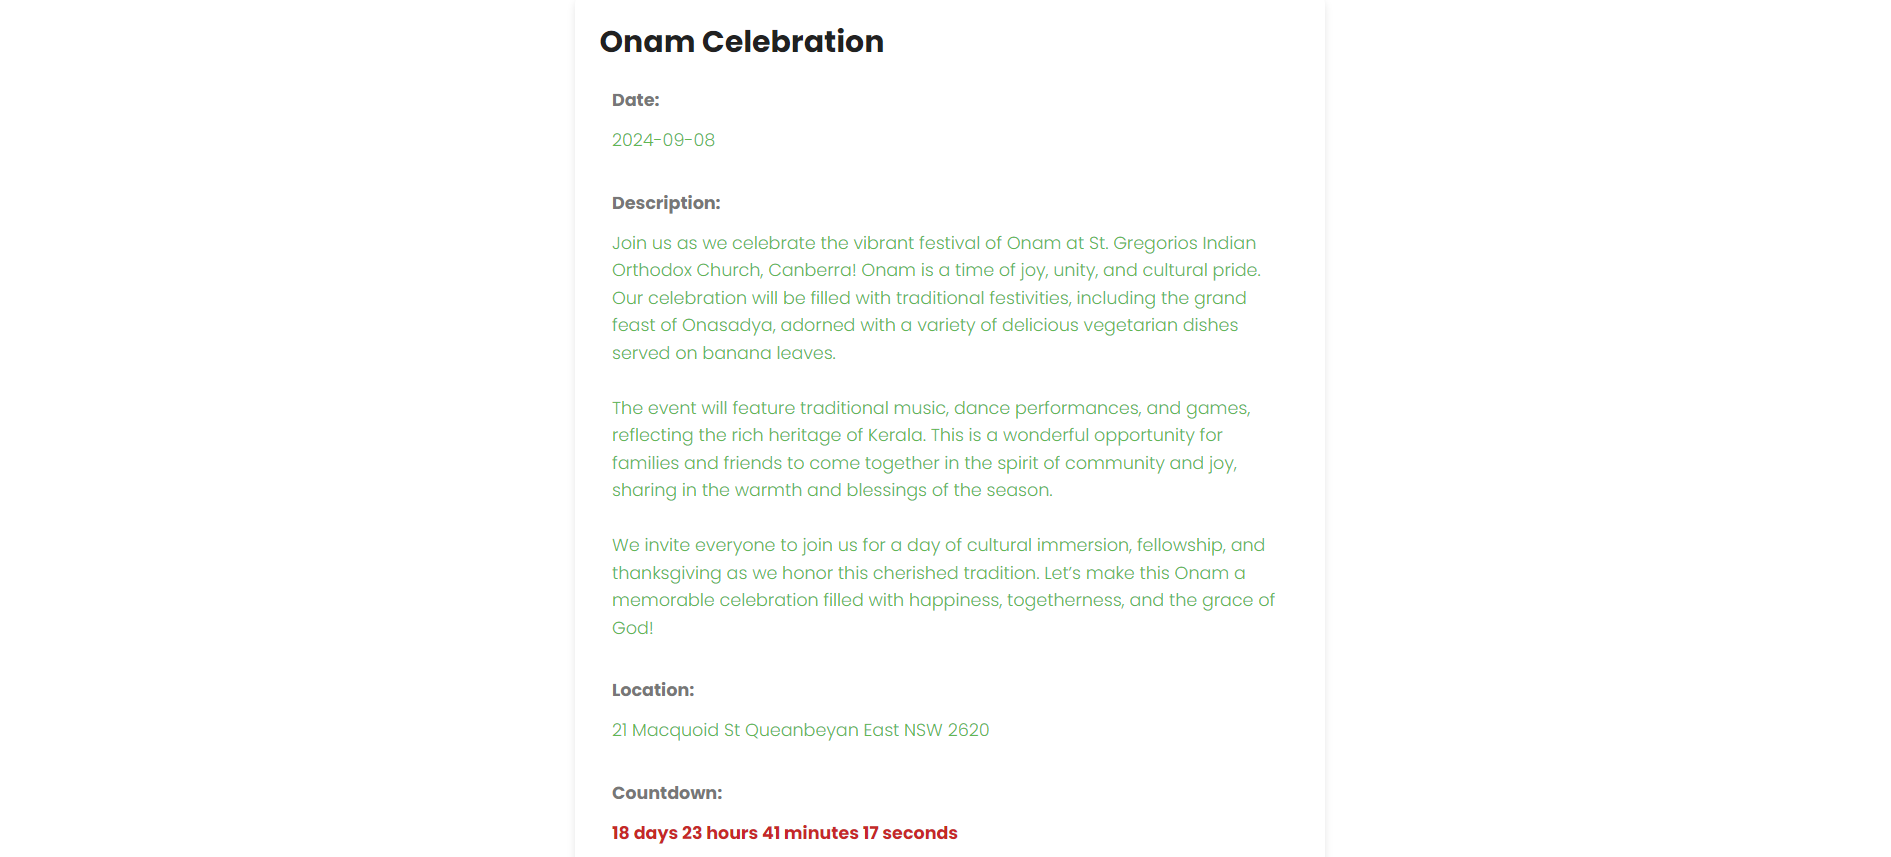 Onam Celebration
Date:
2024-09-08
Description:
Join us as we celebrate the vibrant festival of Onam at St. Gregorios Indian
Orthodox Church, Canberra! Onam is a time of joy, unity, and cultural pride.
Our celebration will be filled with traditional festivities, including the grand
feast of Onasadya, adorned with a variety of delicious vegetarian dishes
served on banana leaves.
The event will feature traditional music, dance performances, and games,
reflecting the rich heritage of Kerala. This is a wonderful opportunity for
families and friends to come together in the spirit of community and joy,
sharing in the warmth and blessings of the season.
We invite everyone to join us for a day of cultural immersion, fellowship, and
thanksgiving as we honor this cherished tradition. Let’s make this Onam a
memorable celebration filled with happiness, togetherness, and the grace of
God!
Location:
21 Macquoid St Queanbeyan East NSW 2620
Countdown:
18 days 23 hours 41 minutes 17 seconds